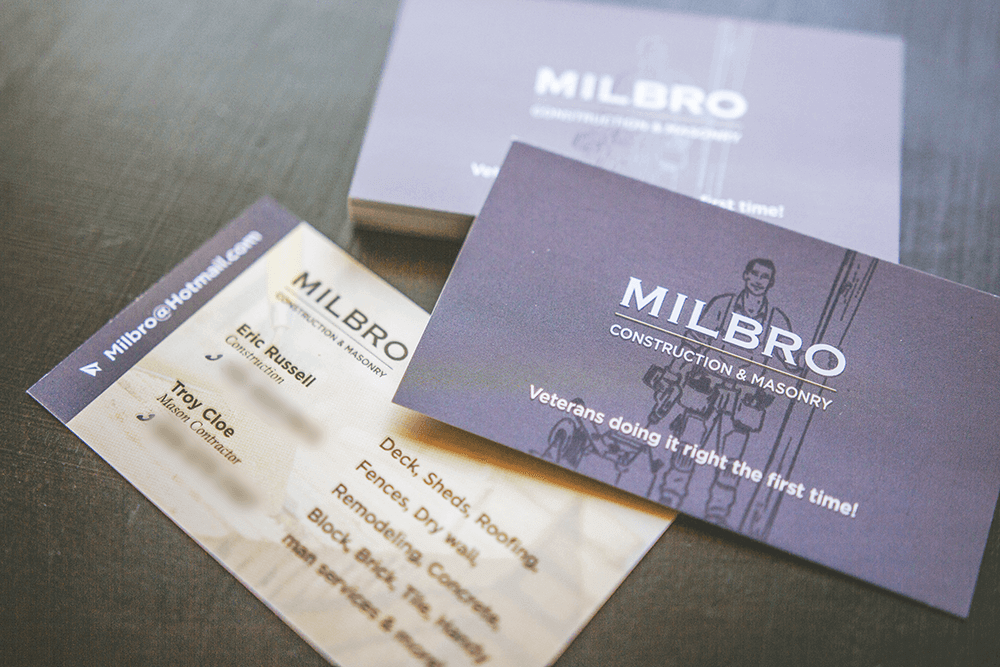 MILBRO
CONSTRUCTION & MASONRY
first time!
MILBRO
CONSTRUCTION & MASONRY
Veterans doing it right the first time!
Milbro@Hotmail.com
MILBRO
CONSTRUCTION & MASONRY
Eric Russell
Construction
Troy Cloe
Mason Contractor
Deck, Sheds, Roofing,
Fences, Dry wall,
Remodeling, Concrete,
Block, Brick, Tile, Handy
man services & more